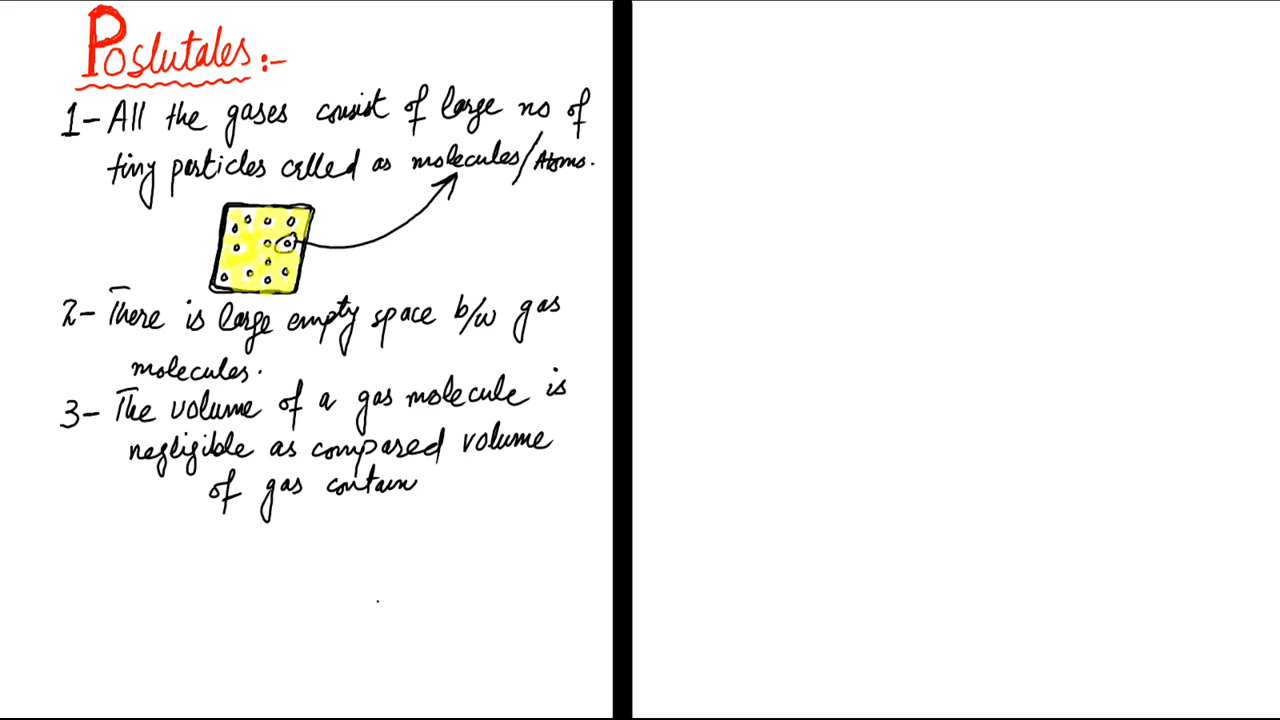 Poslutales :-
1- All the gases consist of large no of
tiny particles called as molecules/Atoms.
2- There is large empty space b/w gas
molecules.
3- The volume of a gas molecule is
negligible as compared volume
of gas contain